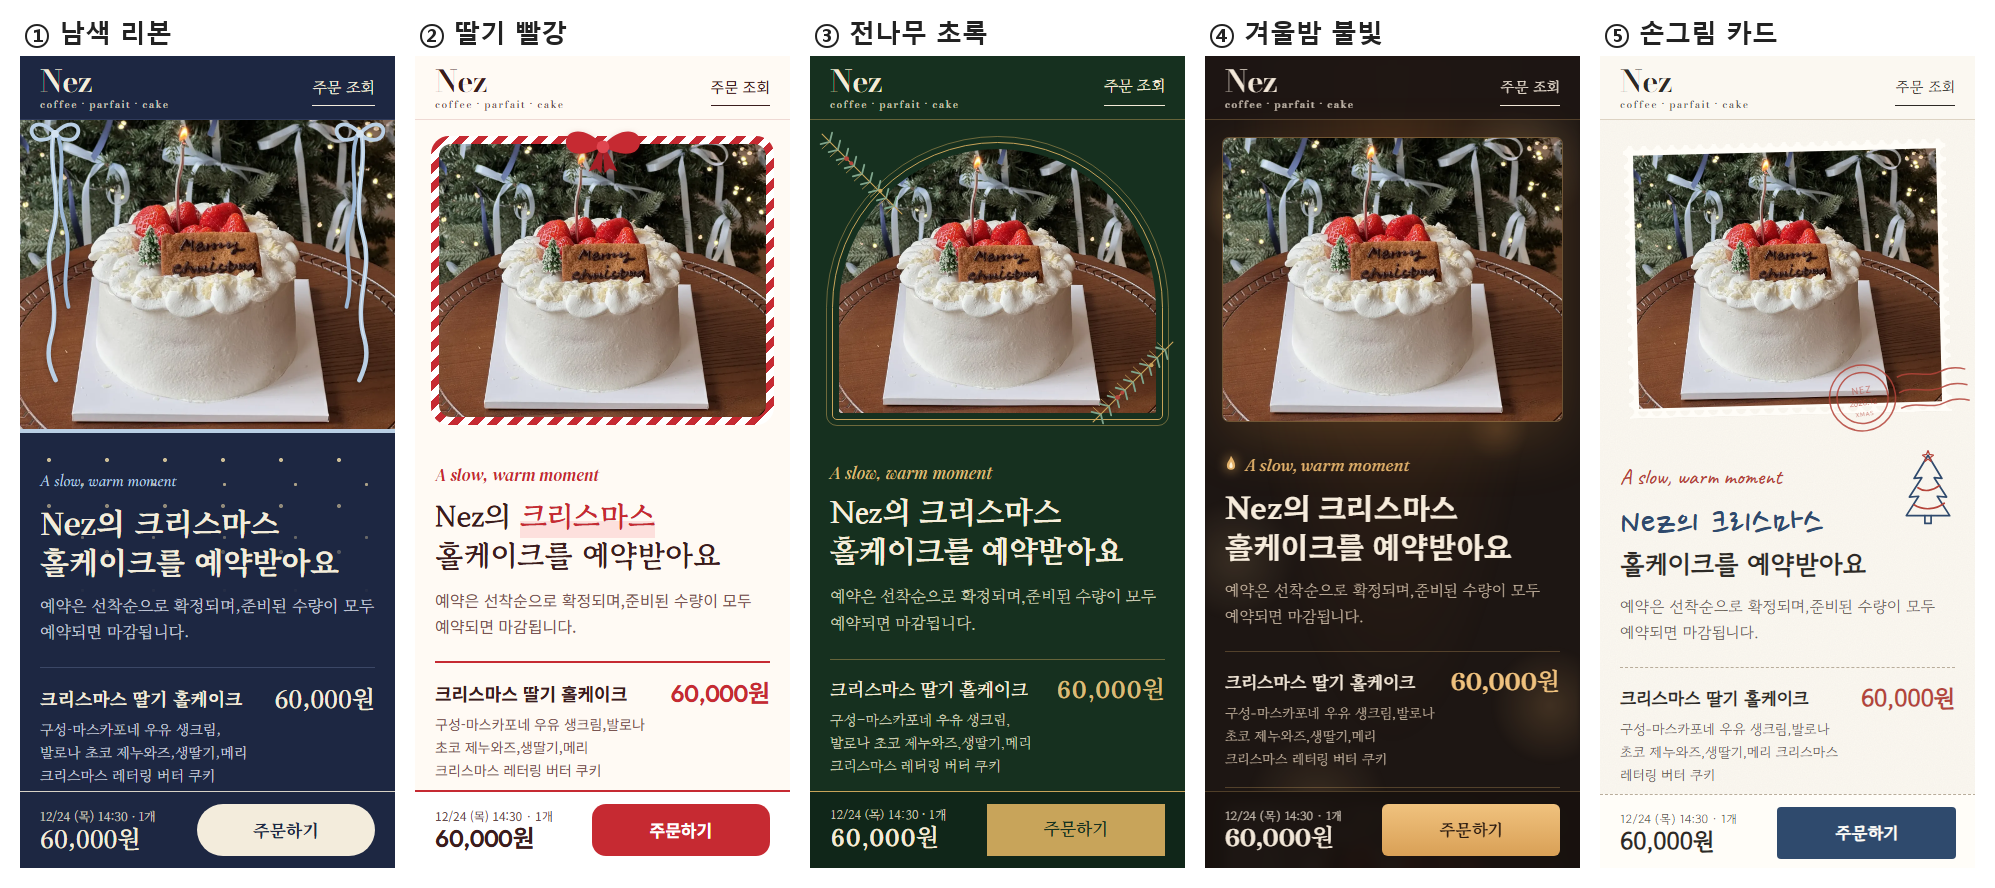 ① 남색 리본
Nez
coffee · parfait · cake
주문 조회
Merry
christmas
A slow, warm moment
Nez의 크리스마스
홀케이크를 예약받아요
예약은 선착순으로 확정되며,준비된 수량이 모두
예약되면 마감됩니다.
크리스마스 딸기 홀케이크
60,000원
구성-마스카포네 우유 생크림,
발로나 초코 제누와즈,생딸기,메리
크리스마스 레터링 버터 쿠키
12/24 (목) 14:30 · 1개
60,000원
주문하기
② 딸기 빨강
Nez
coffee · parfait · cake
주문 조회
Merry
christmas
A slow, warm moment
Nez의 크리스마스
홀케이크를 예약받아요
예약은 선착순으로 확정되며,준비된 수량이 모두
예약되면 마감됩니다.
크리스마스 딸기 홀케이크
60,000원
구성-마스카포네 우유 생크림,발로나
초코 제누와즈,생딸기,메리
크리스마스 레터링 버터 쿠키
12/24 (목) 14:30 · 1개
60,000원
주문하기
③ 전나무 초록
Nez
coffee · parfait · cake
주문 조회
Merry
christmas
A slow, warm moment
Nez의 크리스마스
홀케이크를 예약받아요
예약은 선착순으로 확정되며,준비된 수량이 모두
예약되면 마감됩니다.
크리스마스 딸기 홀케이크
60,000원
구성-마스카포네 우유 생크림,
발로나 초코 제누와즈,생딸기,메리
크리스마스 레터링 버터 쿠키
12/24 (목) 14:30 · 1개
60,000원
주문하기
④ 겨울밤 불빛
Nez
coffee · parfait · cake
주문 조회
Merry
christmas
A slow, warm moment
Nez의 크리스마스
홀케이크를 예약받아요
예약은 선착순으로 확정되며,준비된 수량이 모두
예약되면 마감됩니다.
크리스마스 딸기 홀케이크
60,000원
구성-마스카포네 우유 생크림,발로나
초코 제누와즈,생딸기,메리
크리스마스 레터링 버터 쿠키
12/24 (목) 14:30 · 1개
60,000원
주문하기
⑤ 손그림 카드
Nez
coffee · parfait · cake
주문 조회
Merry
christmas
NEZ
XMAS
A slow, warm moment
Nez의 크리스마스
홀케이크를 예약받아요
예약은 선착순으로 확정되며,준비된 수량이 모두
예약되면 마감됩니다.
크리스마스 딸기 홀케이크
60,000원
구성-마스카포네 우유 생크림,발로나
초코 제누와즈,생딸기,메리 크리스마스
레터링 버터 쿠키
12/24 (목) 14:30 · 1개
60,000원
주문하기